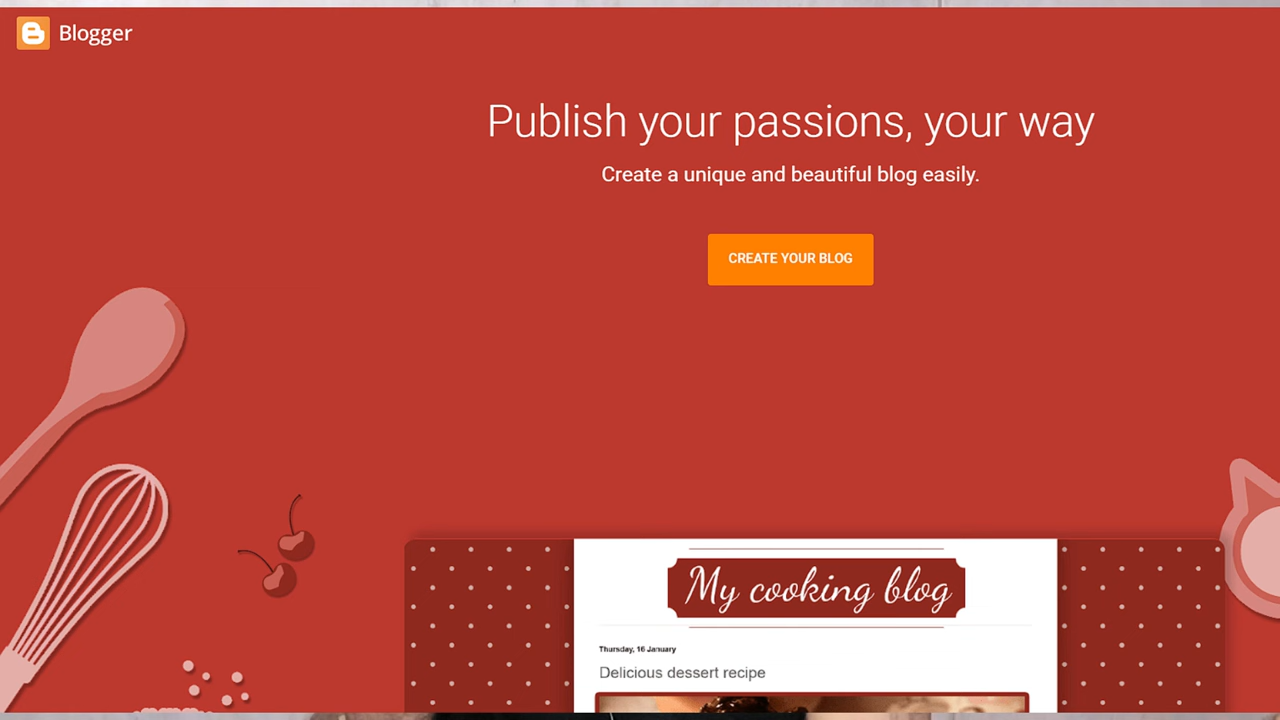 Blogger
Publish your passions, your way
Create a unique and beautiful blog easily.
CREATE YOUR BLOG
My cooking blog
Thursday, 16 January
Delicious dessert recipe